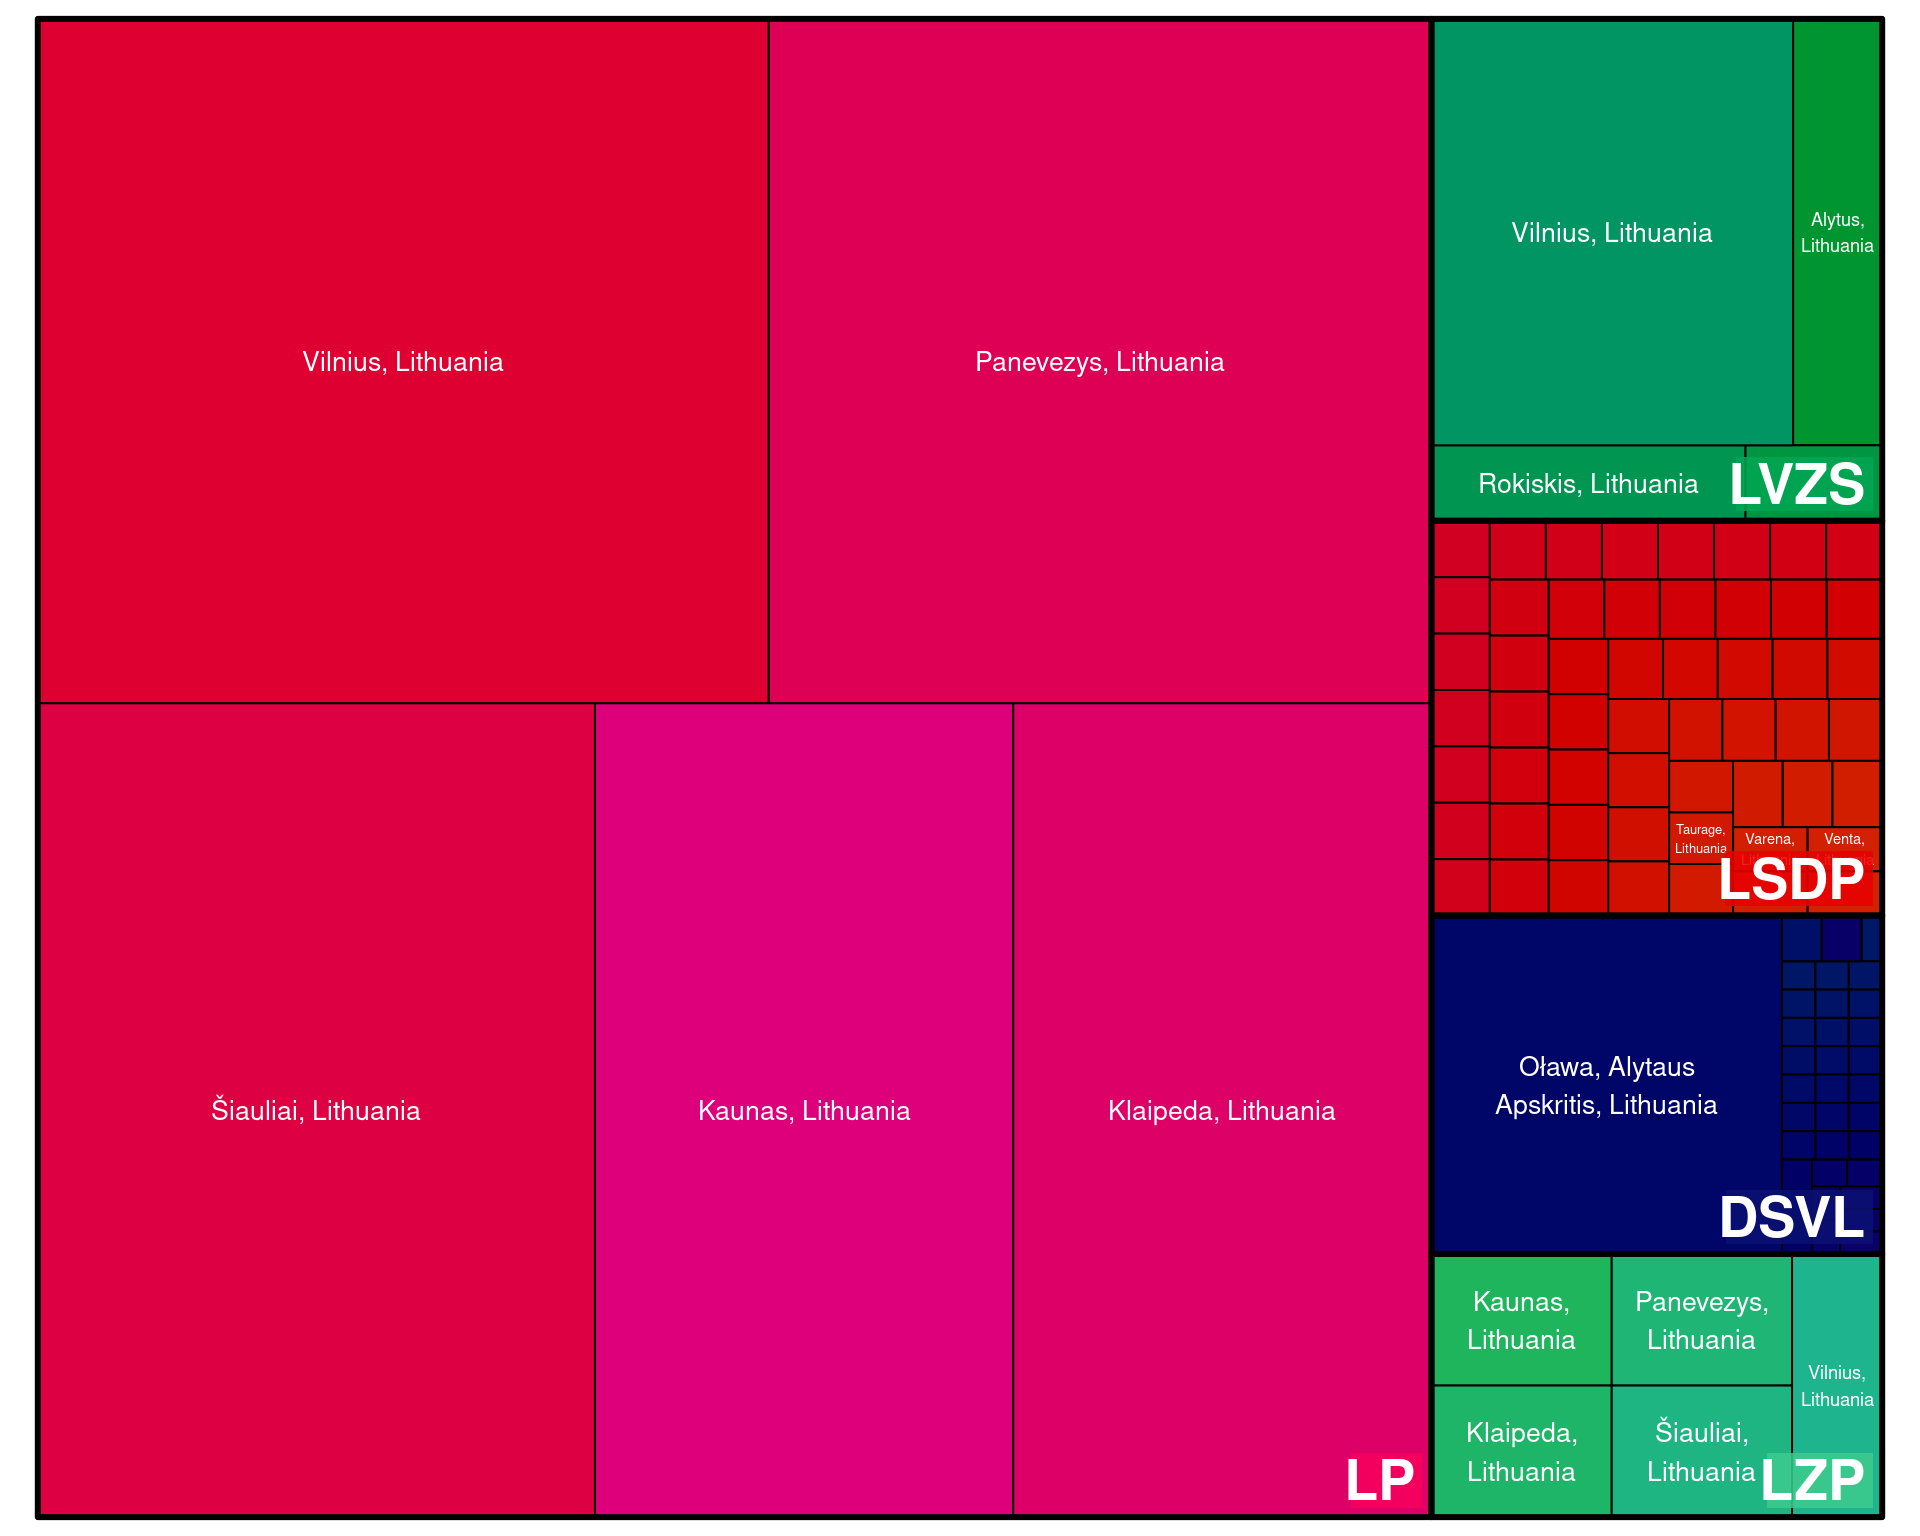 Vilnius, Lithuania
Panevezys, Lithuania
Šiauliai, Lithuania
Kaunas, Lithuania
Klaipeda, Lithuania
LP
Vilnius, Lithuania
Alytus,
Lithuania
Rokiskis, Lithuania
LVZS
Taurage,
Lithuania
Varena,
Venta,
LSDP
Oława, Alytaus
Apskritis, Lithuania
DSVL
Kaunas,
Lithuania
Panevezys,
Lithuania
Vilnius,
Lithuania
Klaipeda,
Lithuania
Šiauliai,
Lithuania
LZP